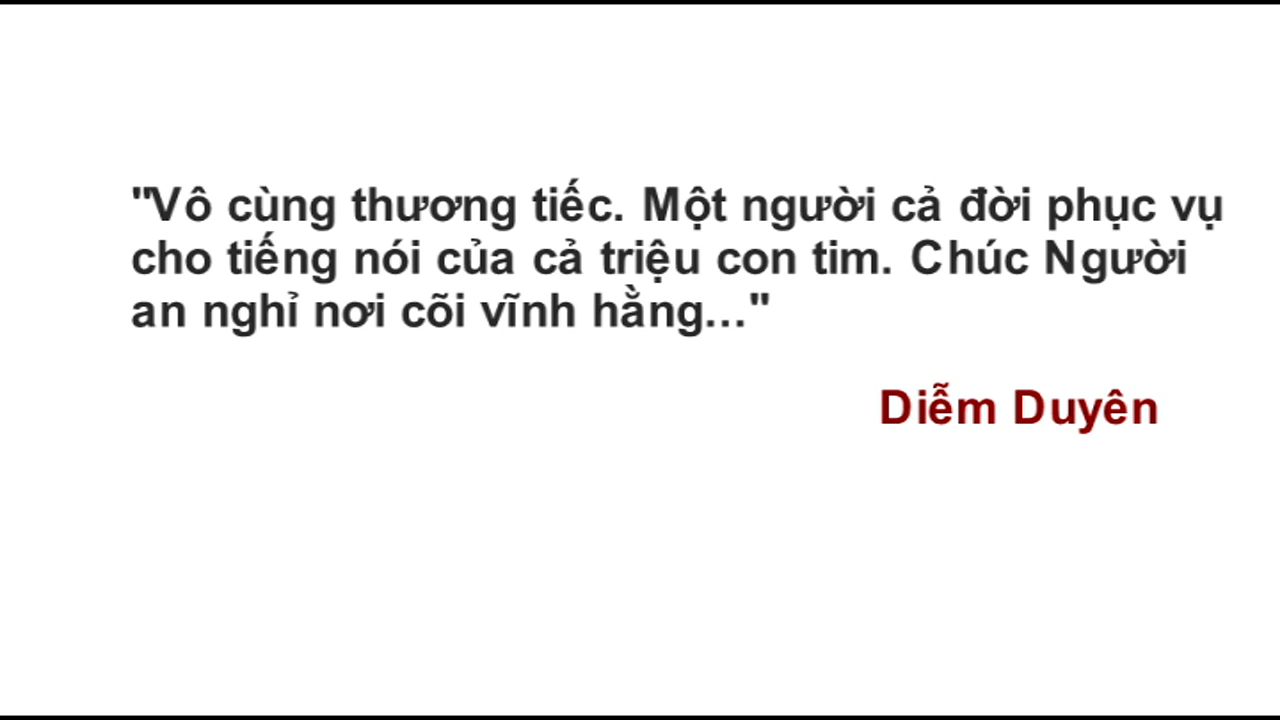 "Vô cùng thương tiếc. Một người cả đời phục vụ
cho tiếng nói của cả triệu con tim. Chúc Người
an nghỉ nơi cõi vĩnh hằng..."
Diễm Duyên